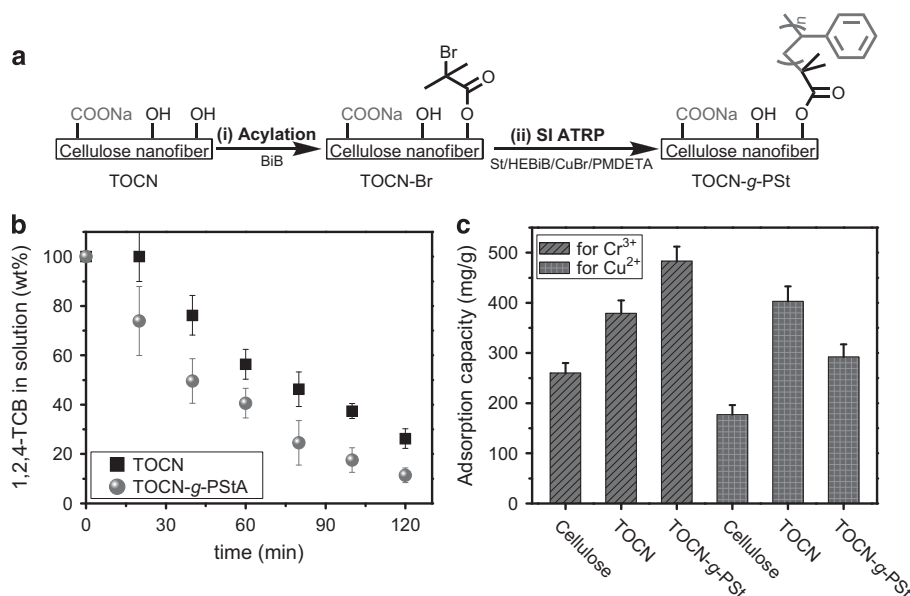 a
Br
O
COONa OH OH
COONa OH O
COONa OH O
n
O
(i) Acylation
BiB
(ii) SI ATRP
St/HEBiB/CuBr/PMDETA
Cellulose nanofiber
Cellulose nanofiber
Cellulose nanofiber
TOCN
TOCN-Br
TOCN-g-PSt
b
1,2,4-TCB in solution (wt%)
100
80
60
40
20
0
TOCN
TOCN-g-PStA
0 30 60 90 120
time (min)
c
for Cr3+
for Cu2+
Adsorption capacity (mg/g)
500
400
300
200
100
0
Cellulose
TOCN
TOCN-g-PSt
Cellulose
TOCN
TOCN-g-PSt